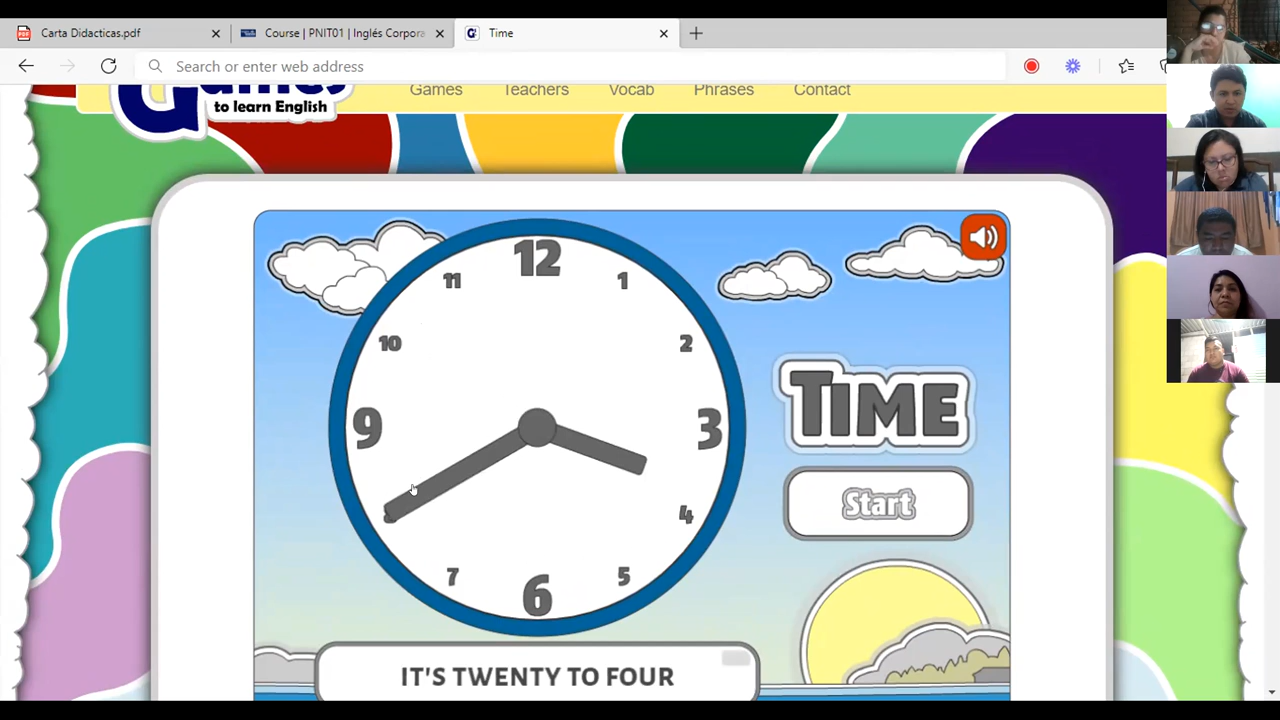 Carta Didacticas.pdf
Course | PNIT01 | Inglés Corpora
Time
Search or enter web address
to learn English
Games
Teachers
Vocab
Phrases
Contact
12
11
1
10
2
9
3
4
7
5
6
TIME
Start
IT'S TWENTY TO FOUR